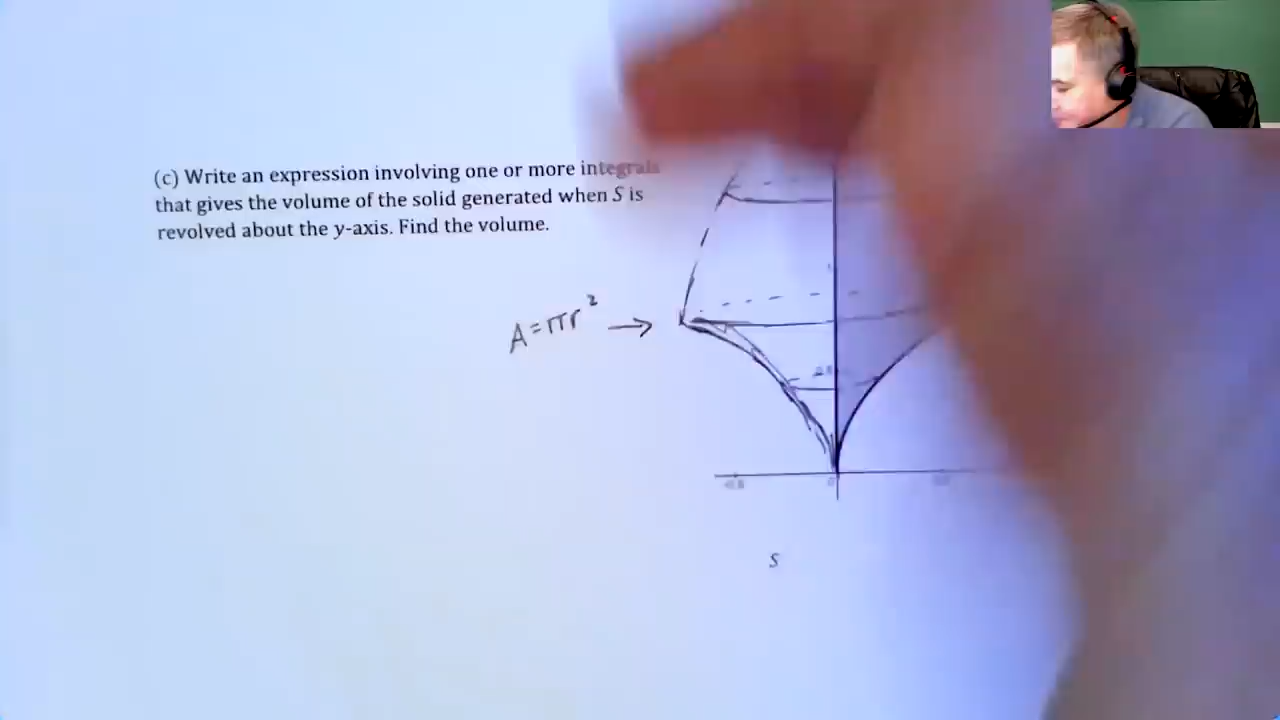 (c) Write an expression involving one or more integrals
that gives the volume of the solid generated when S is
revolved about the y-axis. Find the volume.
A = πr² →
0
S